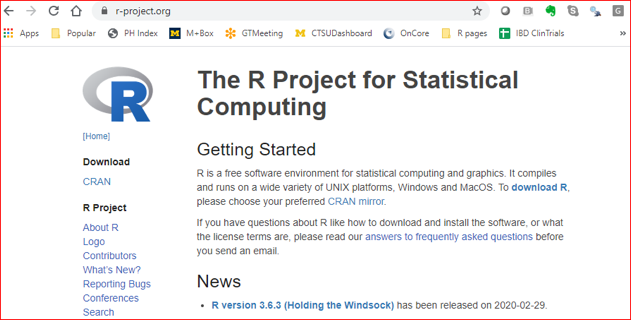 r-project.org
Apps Popular PH Index M+Box GTMeeting CTSUDashboard OnCore R pages IBD ClinTrials
The R Project for Statistical
Computing
R
[Home]
Download
CRAN
R Project
About R
Logo
Contributors
What's New?
Reporting Bugs
Conferences
Search
Getting Started
R is a free software environment for statistical computing and graphics. It compiles
and runs on a wide variety of UNIX platforms, Windows and MacOS. To download R,
please choose your preferred CRAN mirror.
If you have questions about R like how to download and install the software, or what
the license terms are, please read our answers to frequently asked questions before
you send an email.
News
• R version 3.6.3 (Holding the Windsock) has been released on 2020-02-29.